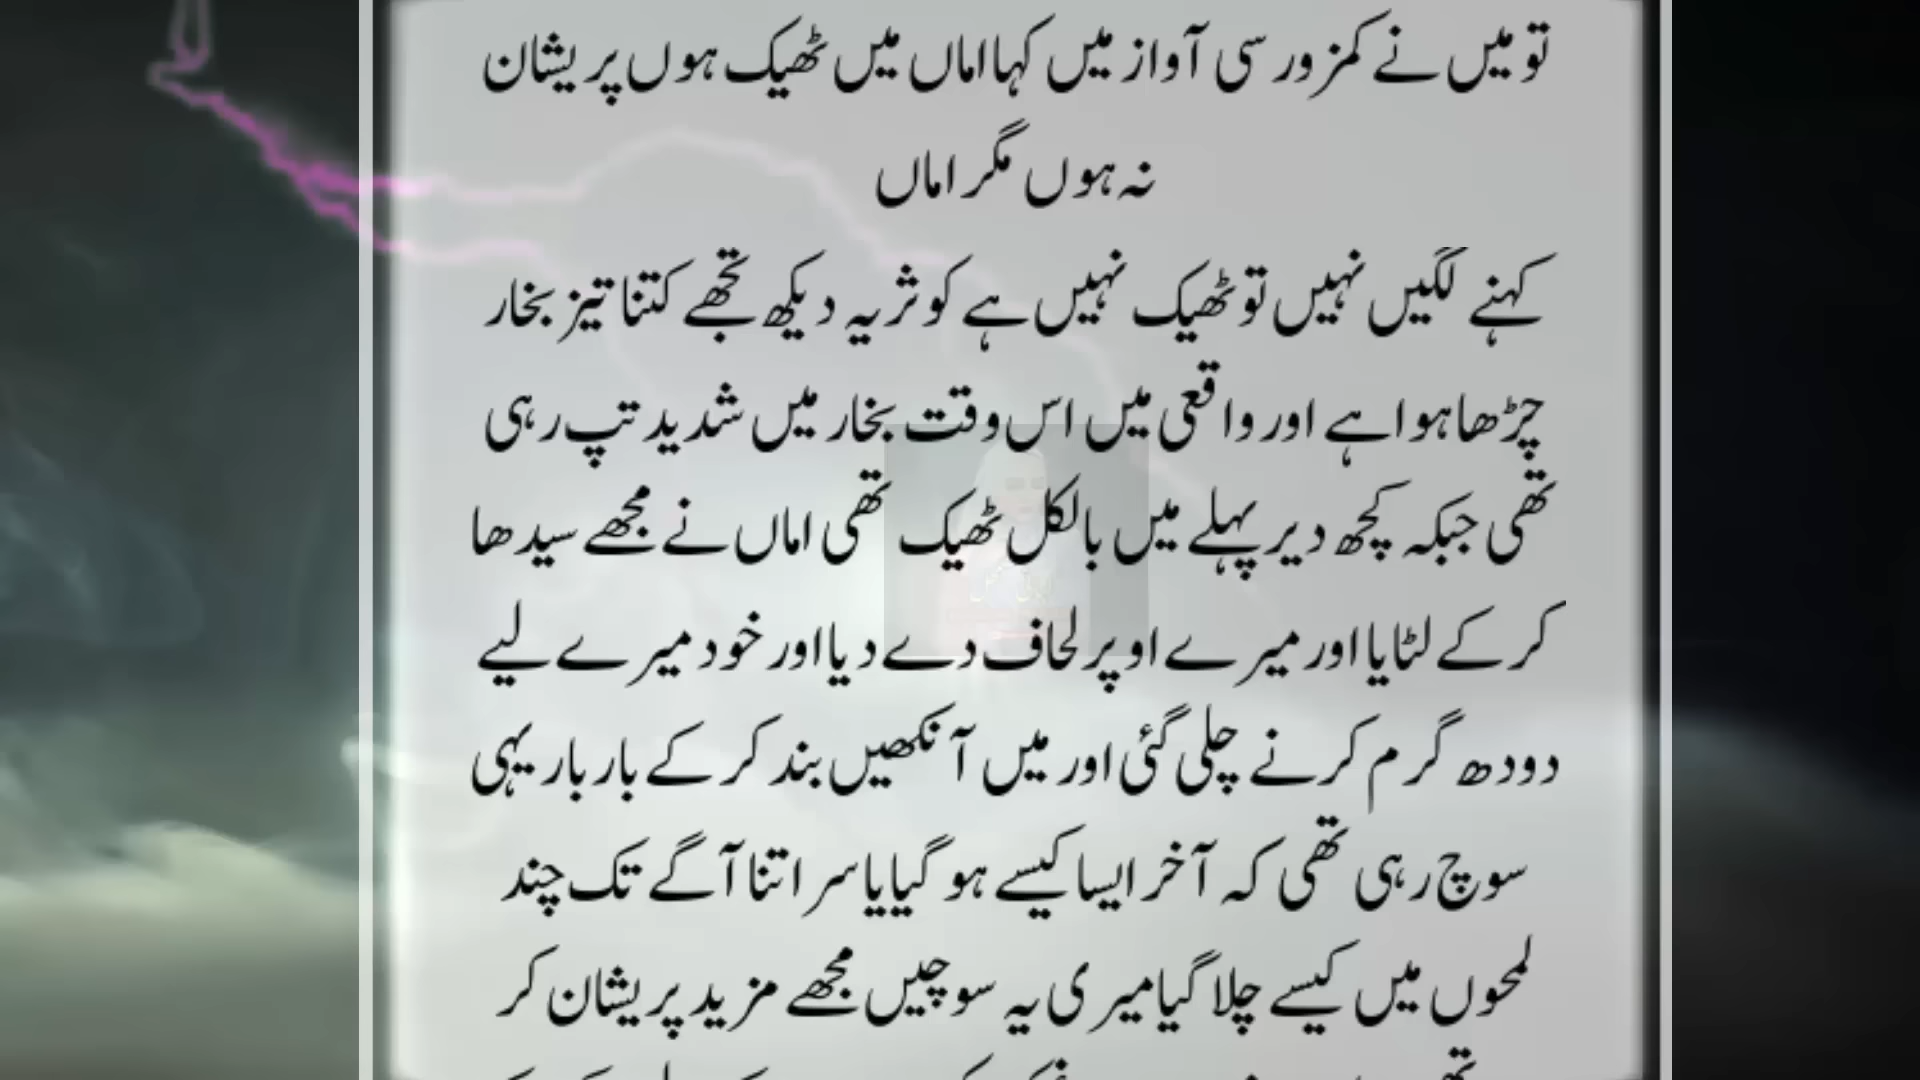 تو میں نے کمزور سی آواز میں کہا اماں میں ٹھیک ہوں پریشان
نہ ہوں مگر اماں
کہنے لگیں نہیں تو ٹھیک نہیں ہے کوثر یہ دیکھ تجھے کتنا تیز بخار
چڑھا ہوا ہے اور واقعی میں اس وقت بخار میں شدید تپ رہی
تھی جبکہ کچھ دیر پہلے میں بالکل ٹھیک تھی اماں نے مجھے سیدھا
کر کے لٹایا اور میرے اوپر لحاف دے دیا اور خود میرے لیے
دودھ گرم کرنے چلی گئی اور میں آنکھیں بند کر کے بار بار یہی
سوچ رہی تھی کہ آخر ایسا کیسے ہو گیا یاسر اتنا آگے تک چند
لمحوں میں کیسے چلا گیا میری یہ سوچیں مجھے مزید پریشان کر